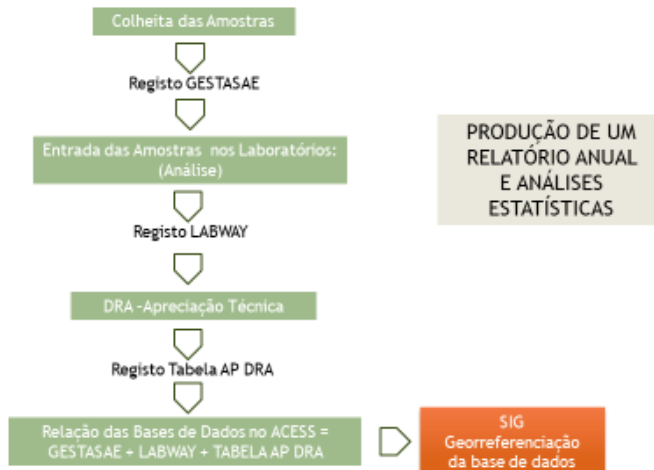 Colheita das Amostras
Registo GESTASAE
Entrada das Amostras nos Laboratórios:
(Análise)
Registo LABWAY
DRA -Apreciação Técnica
Registo Tabela AP DRA
Relação das Bases de Dados no ACESS =
GESTASAE + LABWAY + TABELA AP DRA
SIG
Georreferenciação
da base de dados
PRODUÇÃO DE UM
RELATÓRIO ANUAL
E ANÁLISES
ESTATÍSTICAS